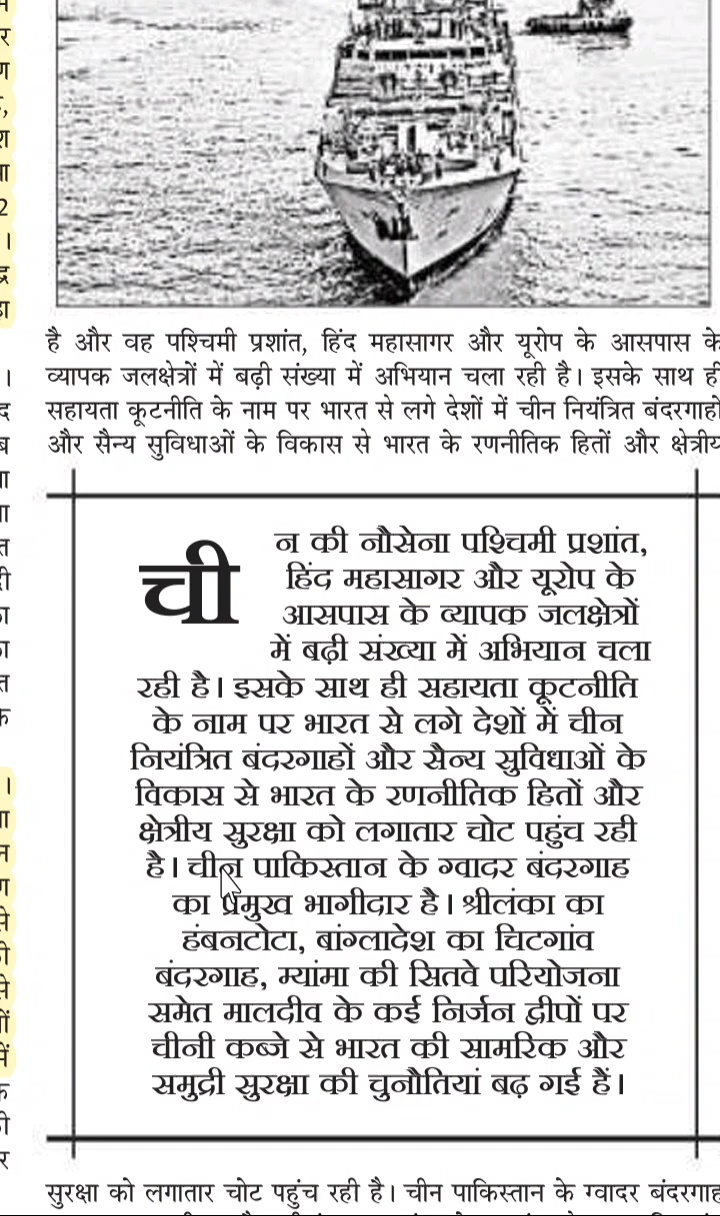 है और वह पश्चिमी प्रशांत, हिंद महासागर और यूरोप के आसपास के
व्यापक जलक्षेत्रों में बढ़ी संख्या में अभियान चला रही है। इसके साथ ही
सहायता कूटनीति के नाम पर भारत से लगे देशों में चीन नियंत्रित बंदरगाहों
और सैन्य सुविधाओं के विकास से भारत के रणनीतिक हितों और क्षेत्रीय
चीन की नौसेना पश्चिमी प्रशांत,
हिंद महासागर और यूरोप के
आसपास के व्यापक जलक्षेत्रों
में बढ़ी संख्या में अभियान चला
रही है। इसके साथ ही सहायता कूटनीति
के नाम पर भारत से लगे देशों में चीन
नियंत्रित बंदरगाहों और सैन्य सुविधाओं के
विकास से भारत के रणनीतिक हितों और
क्षेत्रीय सुरक्षा को लगातार चोट पहुंच रही
है। चीन पाकिस्तान के ग्वादर बंदरगाह
का प्रमुख भागीदार है। श्रीलंका का
हंबनटोटा, बांग्लादेश का चिटगांव
बंदरगाह, म्यांमा की सितवे परियोजना
समेत मालदीव के कई निर्जन द्वीपों पर
चीनी कब्जे से भारत की सामरिक और
समुद्री सुरक्षा की चुनौतियां बढ़ गई हैं।
सुरक्षा को लगातार चोट पहुंच रही है। चीन पाकिस्तान के ग्वादर बंदरगाह